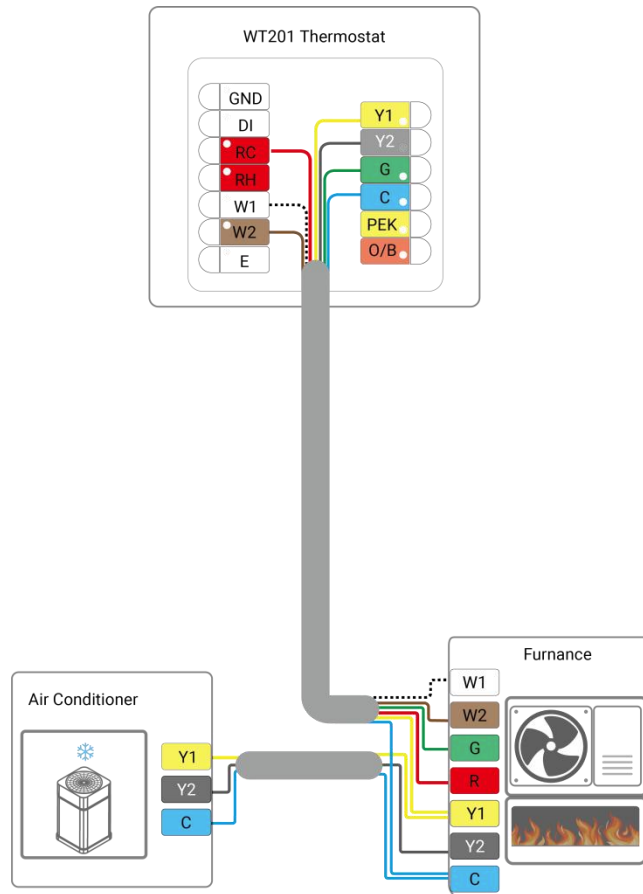 WT201 Thermostat
GND
DI
RC
RH
W1
W2
E
Y1
Y2
G
C
PEK
O/B
Air Conditioner
Y1
Y2
C
Furnance
W1
W2
G
R
Y1
Y2
C